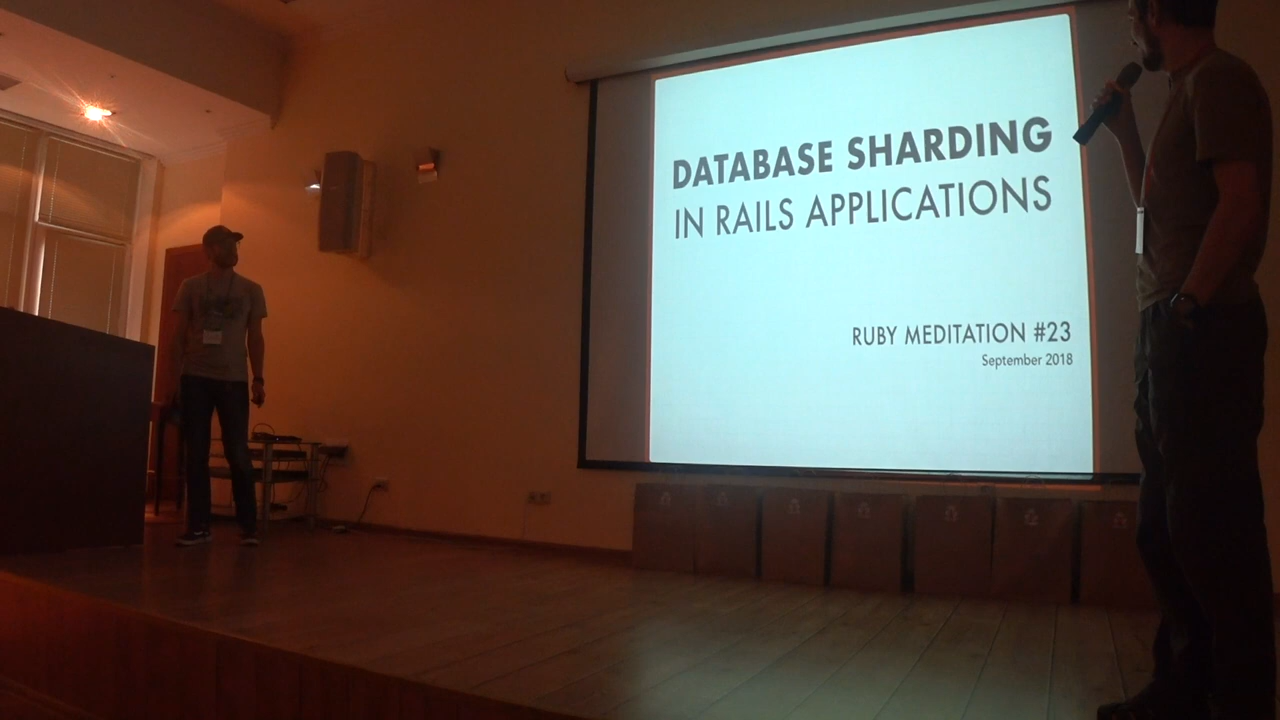 DATABASE SHARDING
IN RAILS APPLICATIONS
RUBY MEDITATION #23
September 2018